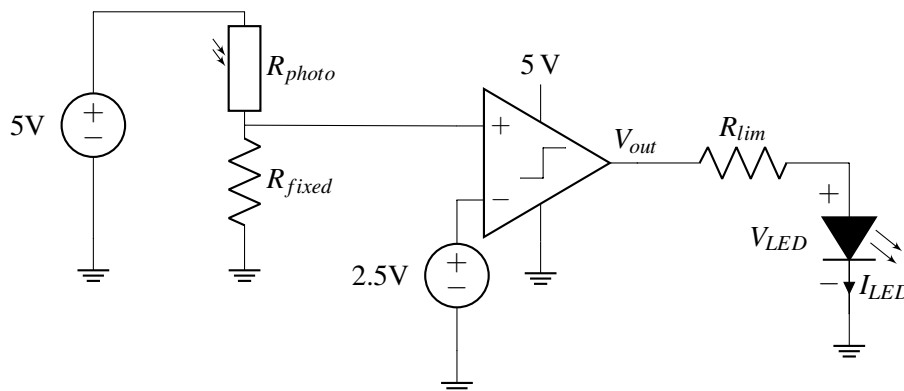 5V
+
−
R_photo
R_fixed
2.5V
+
−
+
−
5 V
V_out
R_lim
+
V_LED
−
I_LED